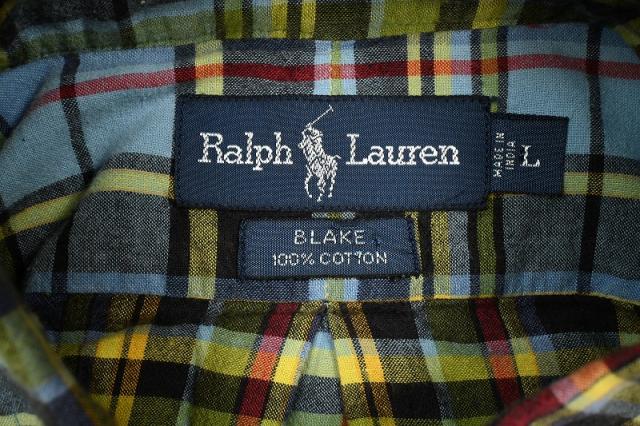 Ralph Lauren
MADE IN
INDIA
L
BLAKE
100% COTTON